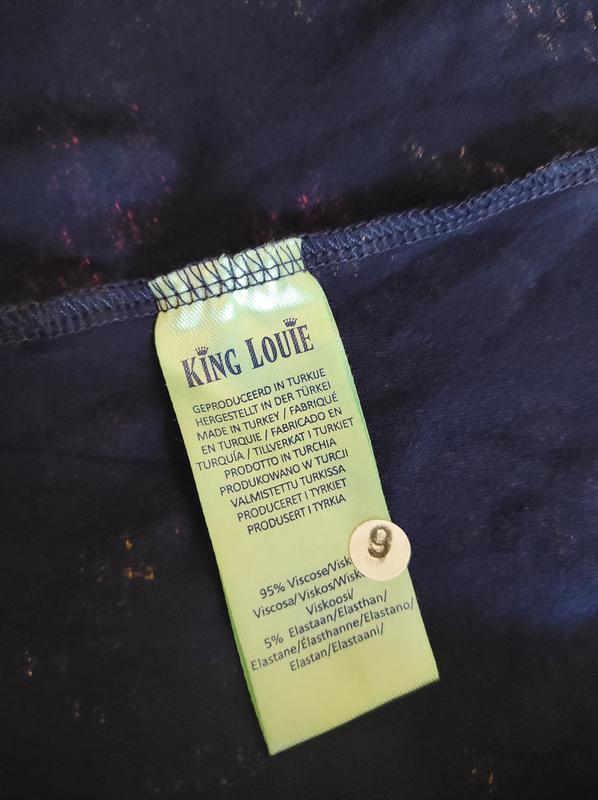 KING LOUIE
GEPRODUCEERD IN TURKIJE
HERGESTELLT IN DER TÜRKEI
MADE IN TURKEY / FABRIQUÉ
EN TURQUIE / FABRICADO EN
TURQUÍA / TILLVERKAT I TURKIET
PRODOTTO IN TURCHIA
PRODUKOWANO W TURCJI
VALMISTETTU TURKISSA
PRODUCERET I TYRKIET
PRODUSERT I TYRKIA
9
95% Viscose/Visk
Viscosa/Viskos/Wisk
Viskoosi/
5% Elastaan/Elasthan/
Elastane/Élasthanne/Elastano/
Elastan/Elastaani/